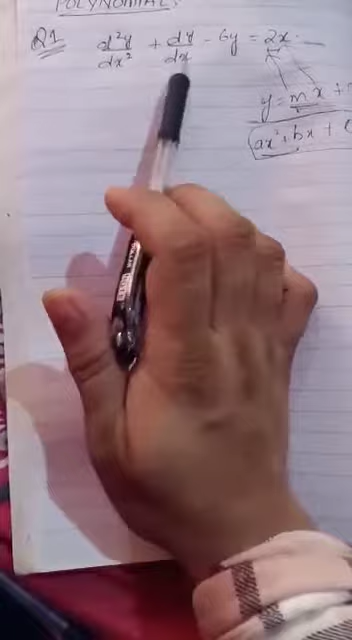 POLYNOMIALS
Q1 d²y/dx² + dy/dx - 6y = 2x
y = mx +
ax² + bx + c